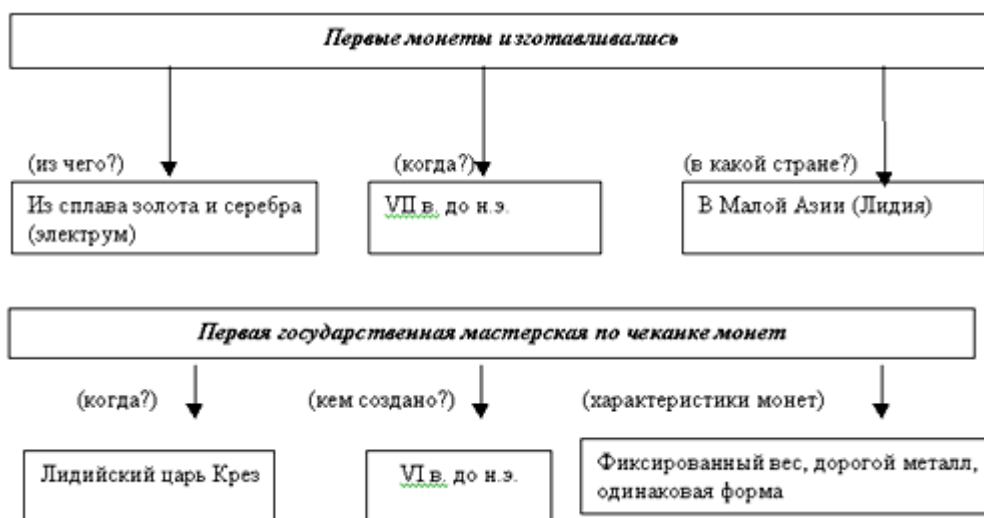 Первые монеты изготавливались
(из чего?)
(когда?)
(в какой стране?)
Из сплава золота и серебра
(электрум)
VII в. до н.э.
В Малой Азии (Лидия)
Первая государственная мастерская по чеканке монет
(когда?)
(кем создано?)
(характеристики монет)
Лидийский царь Крез
VI в. до н.э.
Фиксированный вес, дорогой металл,
одинаковая форма